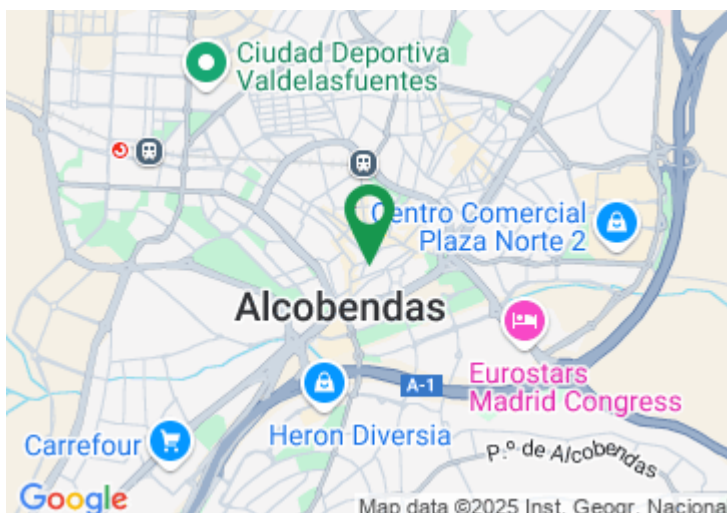 Ciudad Deportiva
Valdelasfuentes
Centro Comercial
Plaza Norte 2
Alcobendas
Eurostars
Madrid Congress
A-1
Heron Diversia
Carrefour
P.º de Alcobendas
Google
Map data ©2025 Inst. Geogr. Naciona